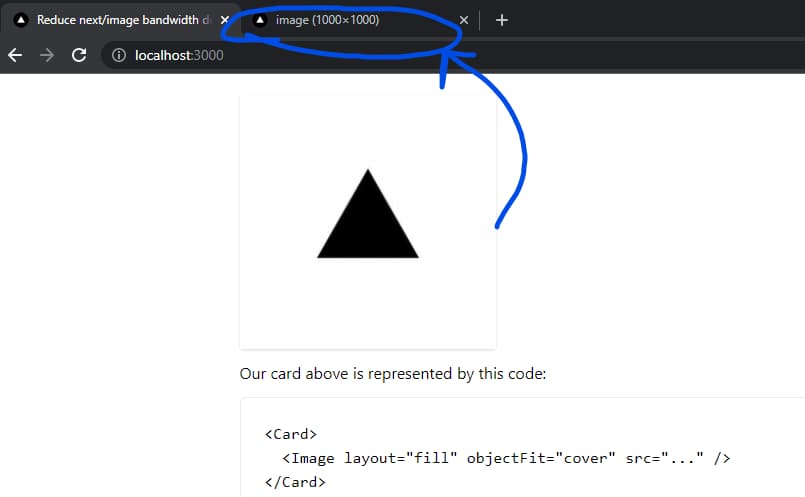 Reduce next/image bandwidth d
image (1000×1000)
localhost:3000
Our card above is represented by this code:
<Card>
<Image layout="fill" objectFit="cover" src="..." />
</Card>